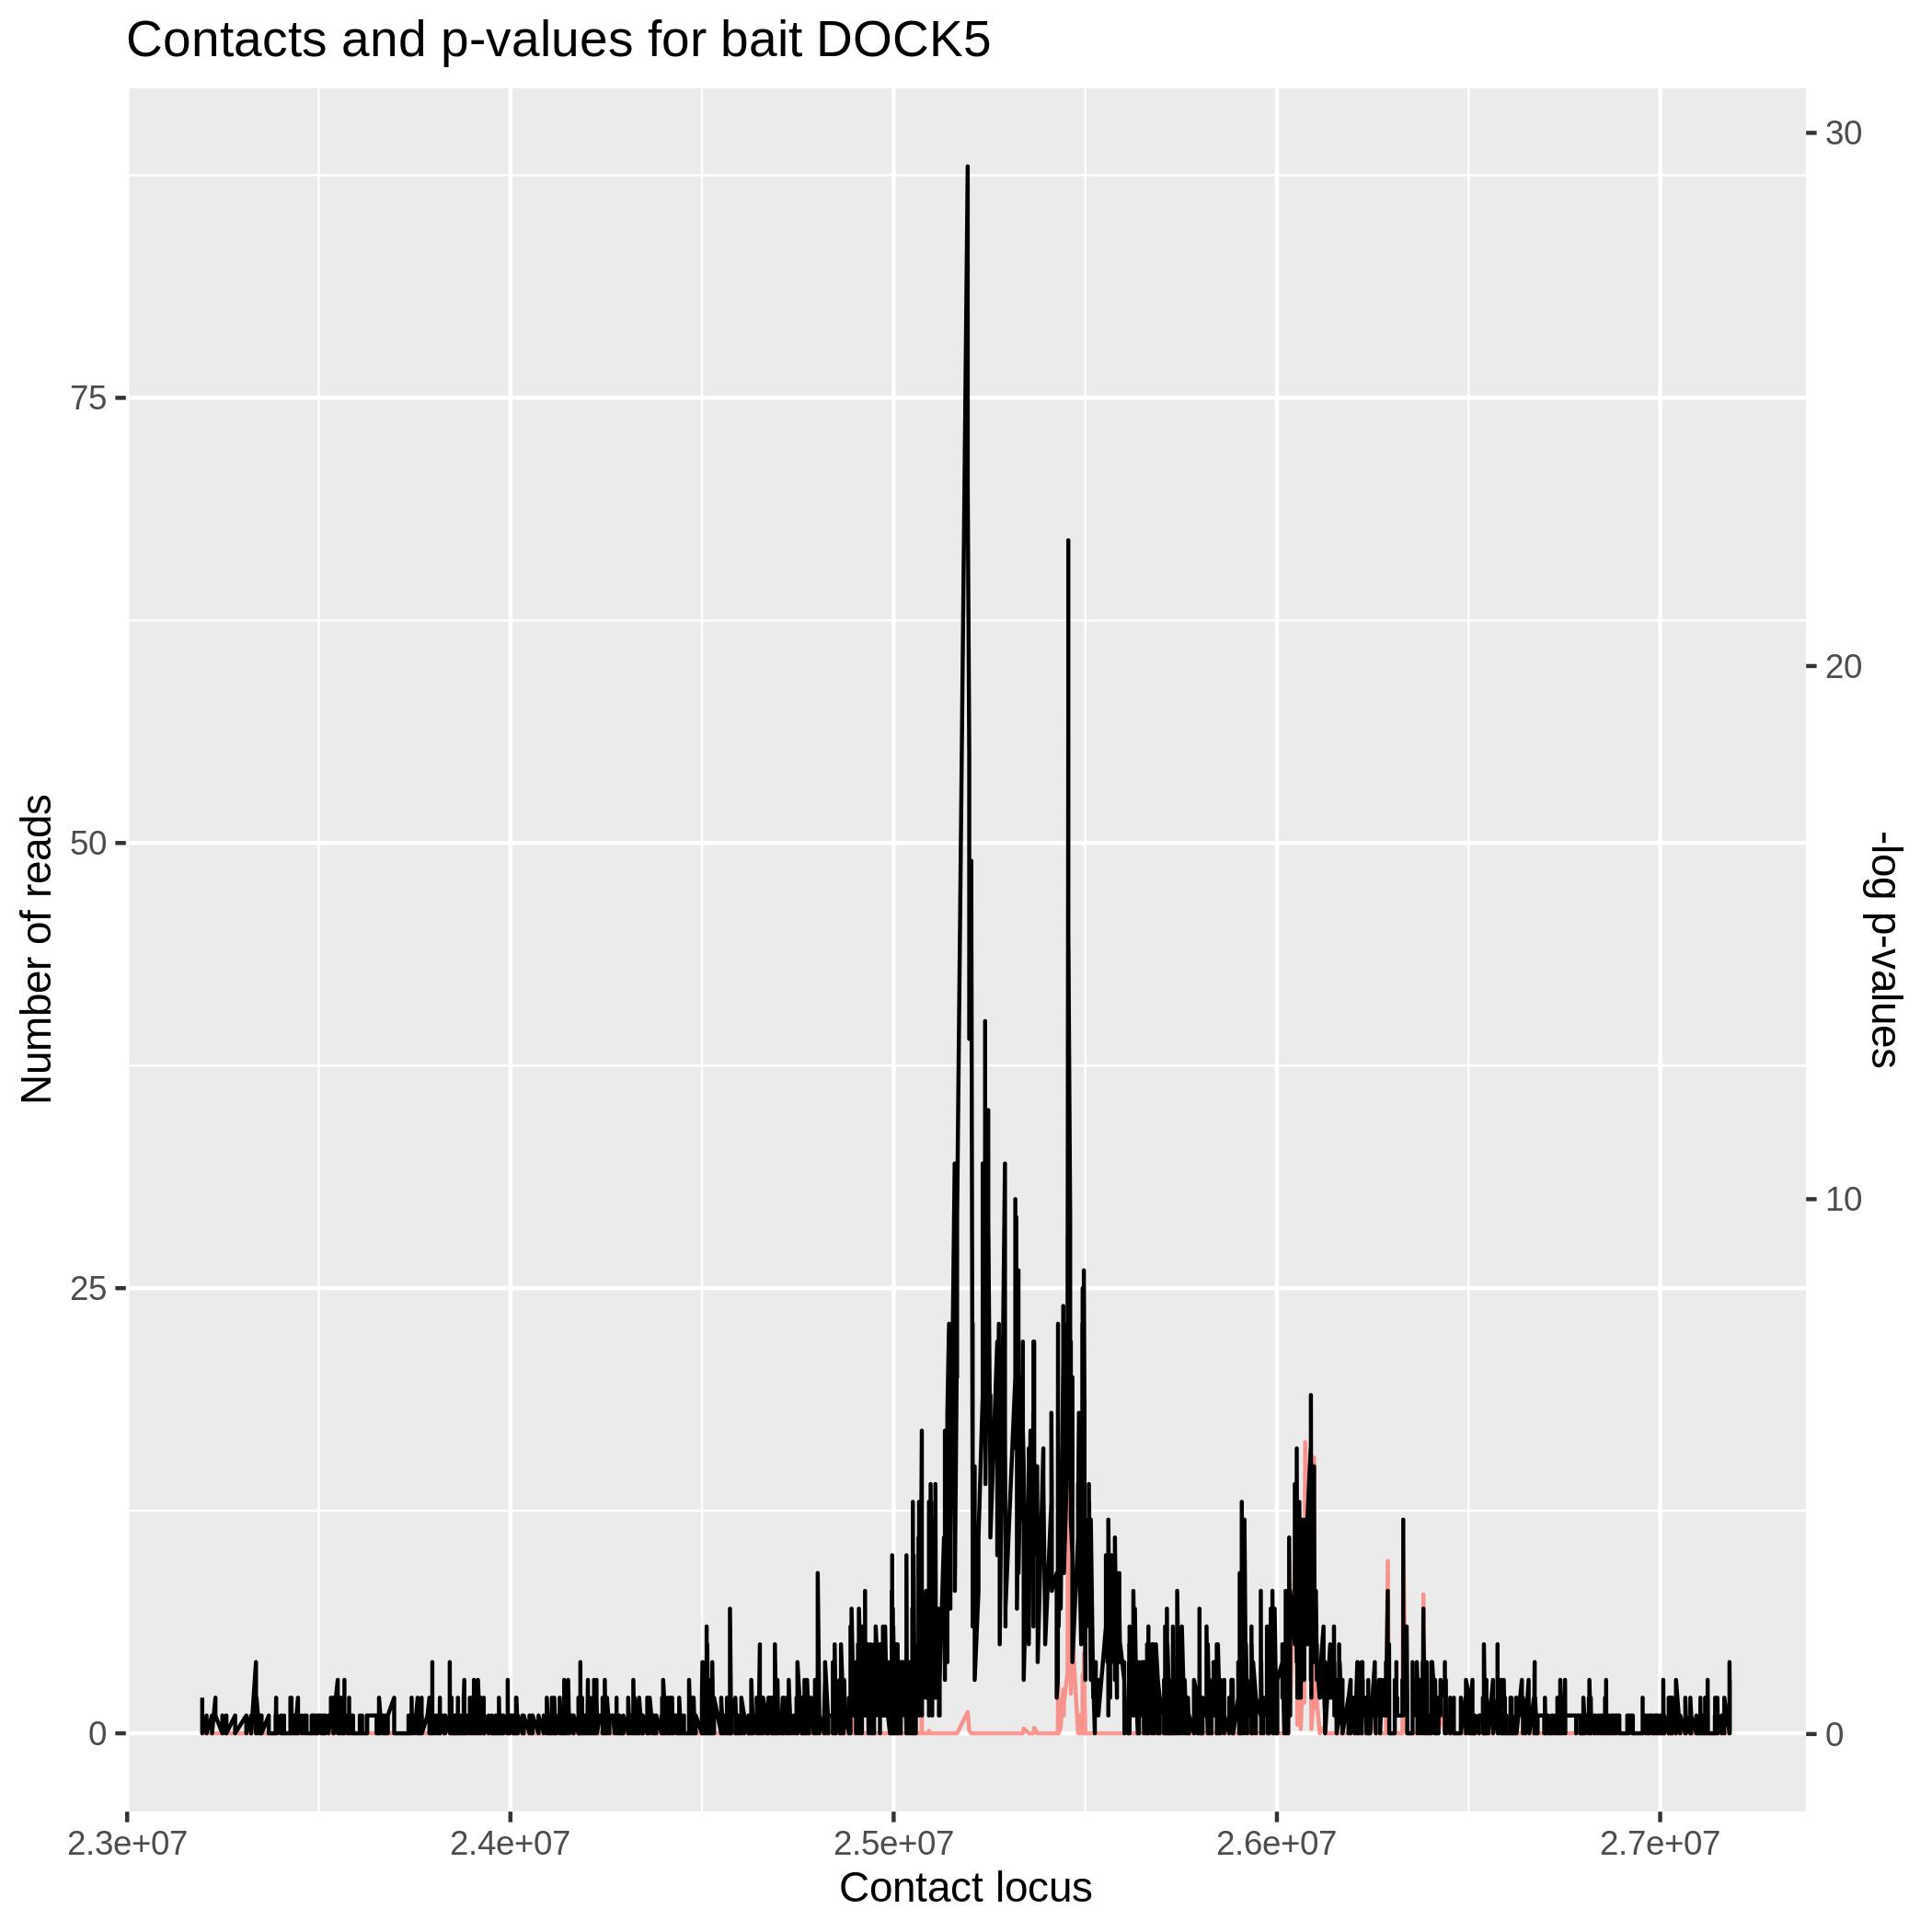 Contacts and p-values for bait DOCK5
Number of reads
75
50
25
0
30
20
10
0
-log p-values
2.3e+07
2.4e+07
2.5e+07
2.6e+07
2.7e+07
Contact locus